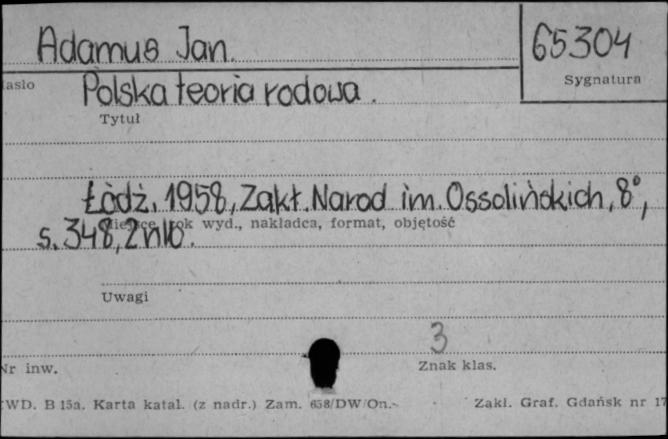 Adamus Jan.
65304
asło
Sygnatura
Polska teoria rodowa.
Tytuł
Łódź, 1958, Zakł. Narod im. Ossolińskich, 8°,
rok wyd., nakładca, format, objętość
s. 348, 2 nlb.
Uwagi
3
Nr inw.
Znak klas.
WD. B 15a. Karta katal. (z nadr.) Zam. 658/DW/On.-
Zakł. Graf. Gdańsk nr 17